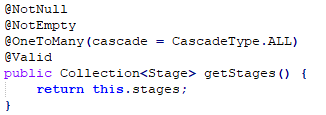 @NotNull
@NotEmpty
@OneToMany(cascade = CascadeType.ALL)
@Valid
public Collection<Stage> getStages() {
    return this.stages;
}